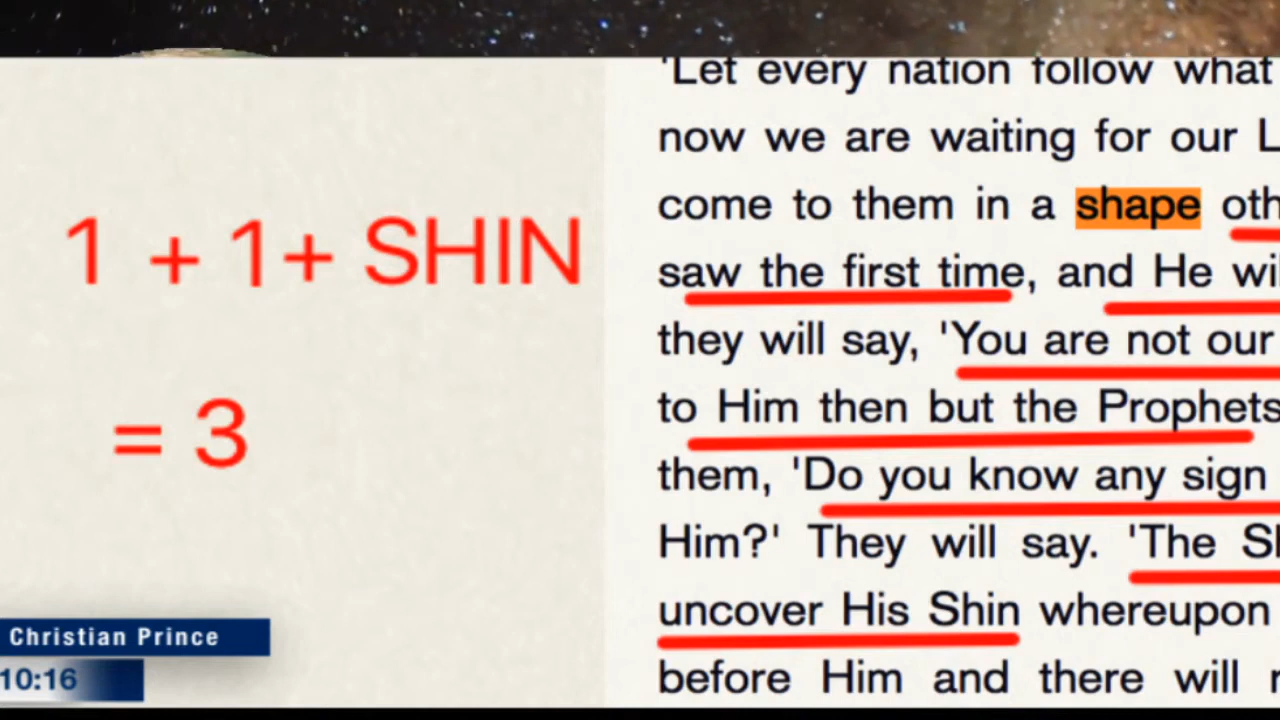 1 + 1+ SHIN
= 3
'Let every nation follow what
now we are waiting for our
come to them in a shape
saw the first time, and He
they will say, 'You are not our
to Him then but the Prophets
them, 'Do you know any sign
Him?' They will say. 'The
uncover His Shin whereupon
before Him and there will
Christian Prince
10:16